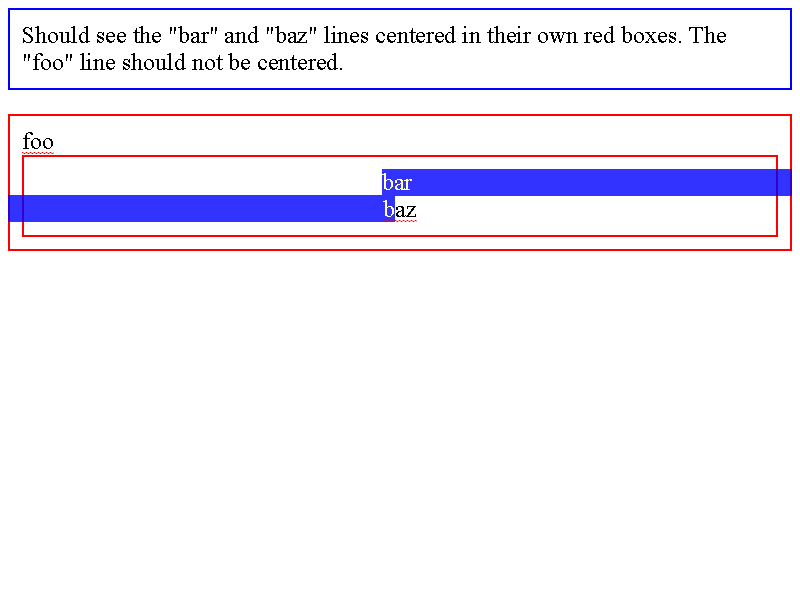 Should see the "bar" and "baz" lines centered in their own red boxes. The
"foo" line should not be centered.
foo
bar
baz